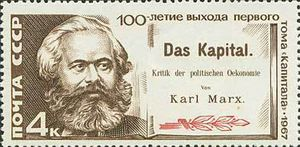 100-ЛЕТИЕ ВЫХОДА ПЕРВОГО
ТОМА «КАПИТАЛА»·1967
ПОЧТА СССР
4К
Das Kapital.
Kritik der politischen Oekonomie
Von
Karl Marx.